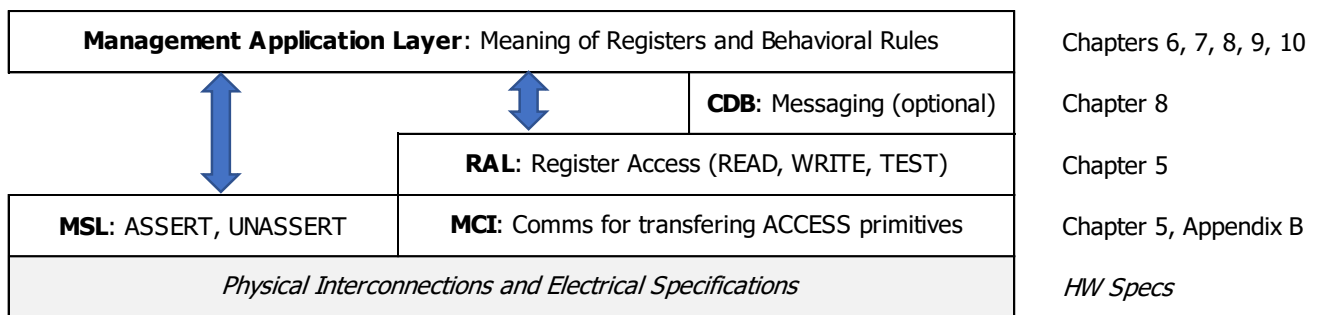 Management Application Layer: Meaning of Registers and Behavioral Rules Chapters 6, 7, 8, 9, 10
CDB: Messaging (optional) Chapter 8
RAL: Register Access (READ, WRITE, TEST) Chapter 5
MSL: ASSERT, UNASSERT MCI: Comms for transfering ACCESS primitives Chapter 5, Appendix B
Physical Interconnections and Electrical Specifications HW Specs